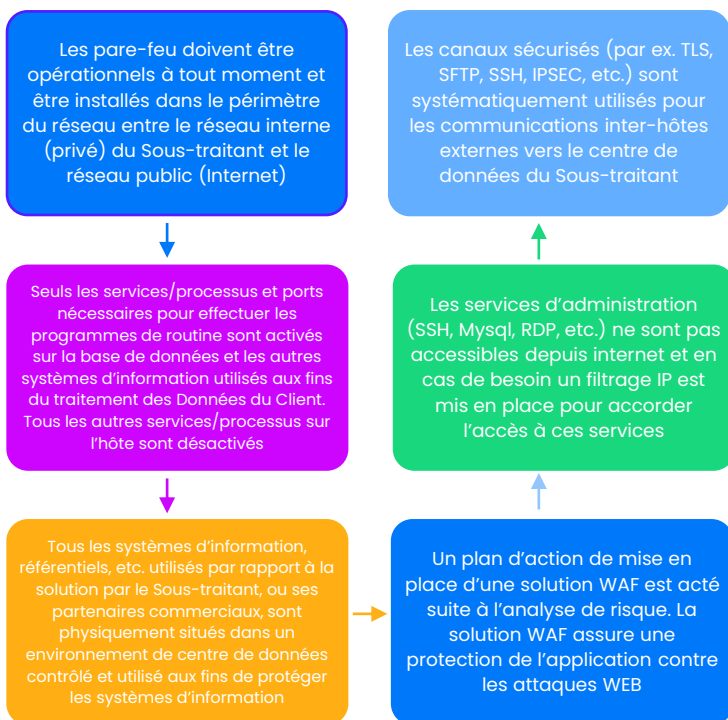 Les pare-feu doivent être
opérationnels à tout moment et
être installés dans le périmètre
du réseau entre le réseau interne
(privé) du Sous-traitant et le
réseau public (Internet)
Seuls les services/processus et ports
nécessaires pour effectuer les
programmes de routine sont activés
sur la base de données et les autres
systèmes d’information utilisés aux fins
du traitement des Données du Client.
Tous les autres services/processus sur
l’hôte sont désactivés
Tous les systèmes d’information,
référentiels, etc. utilisés par rapport à la
solution par le Sous-traitant, ou ses
partenaires commerciaux, sont
physiquement situés dans un
environnement de centre de données
contrôlé et utilisé aux fins de protéger
les systèmes d’information
Un plan d’action de mise en
place d’une solution WAF est acté
suite à l’analyse de risque. La
solution WAF assure une
protection de l’application contre
les attaques WEB
Les services d’administration
(SSH, Mysql, RDP, etc.) ne sont pas
accessibles depuis internet et en
cas de besoin un filtrage IP est
mis en place pour accorder
l’accès à ces services
Les canaux sécurisés (par ex. TLS,
SFTP, SSH, IPSEC, etc.) sont
systématiquement utilisés pour
les communications inter-hôtes
externes vers le centre de
données du Sous-traitant